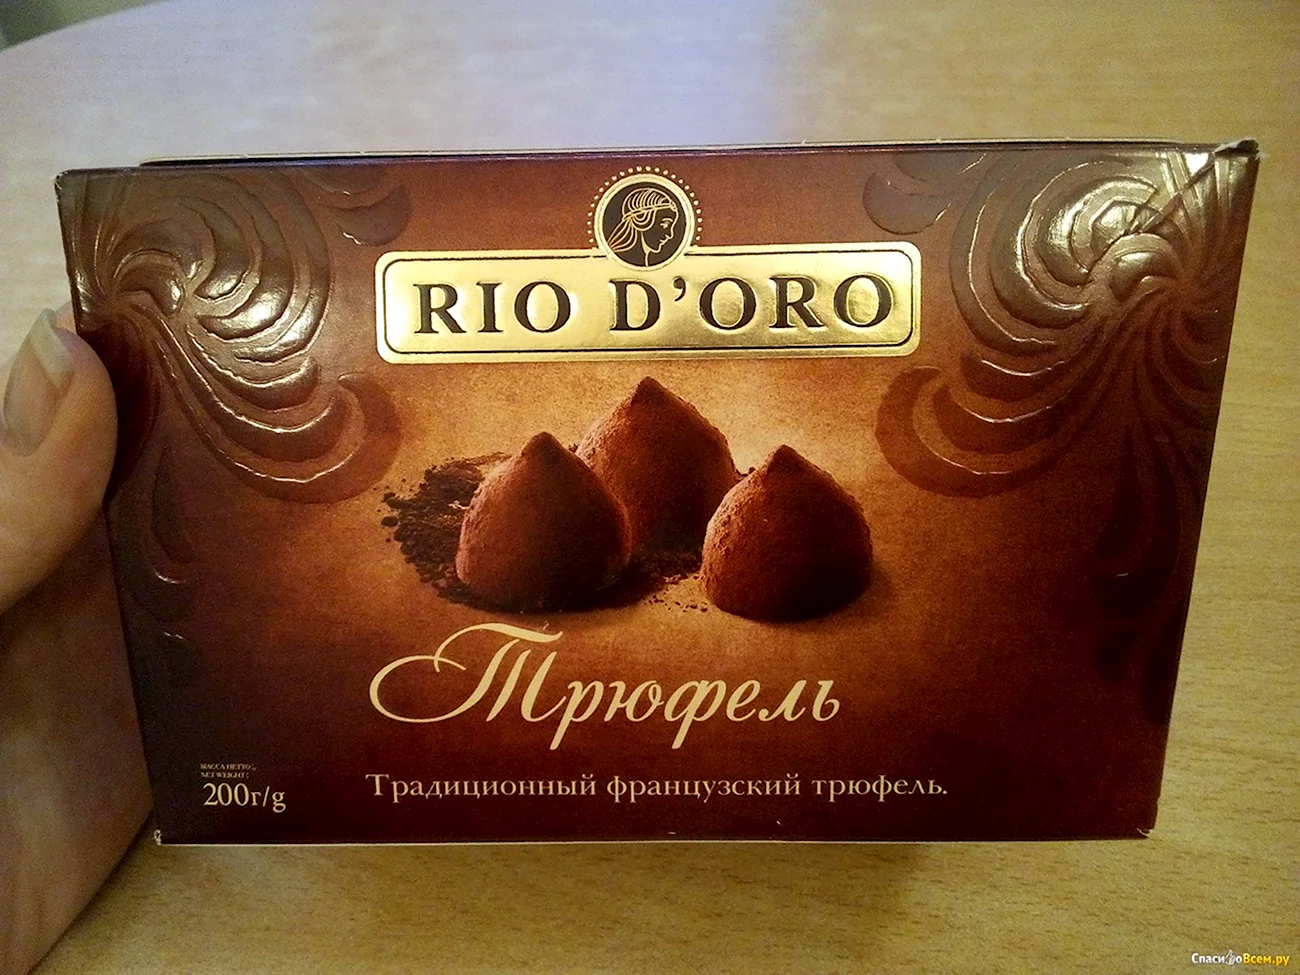 RIO D'ORO
Трюфель
Традиционный французский трюфель.
МАССА НЕТТО:
NET WEIGHT:
200г/g
СпасибоВсем.ру